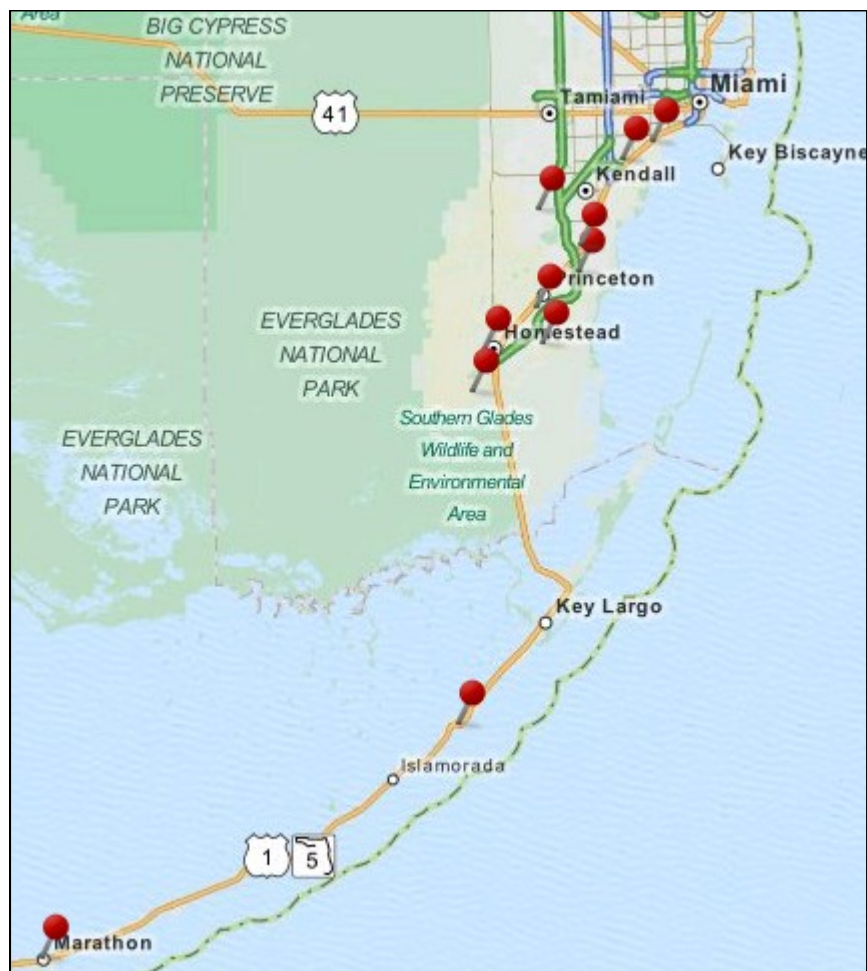 Area
BIG CYPRESS
NATIONAL
PRESERVE
41
Tamiami
Miami
Key Biscayne
Kendall
Princeton
EVERGLADES
NATIONAL
PARK
Homestead
Southern Glades
Wildlife and
Environmental
Area
EVERGLADES
NATIONAL
PARK
Key Largo
Islamorada
1
5
Marathon